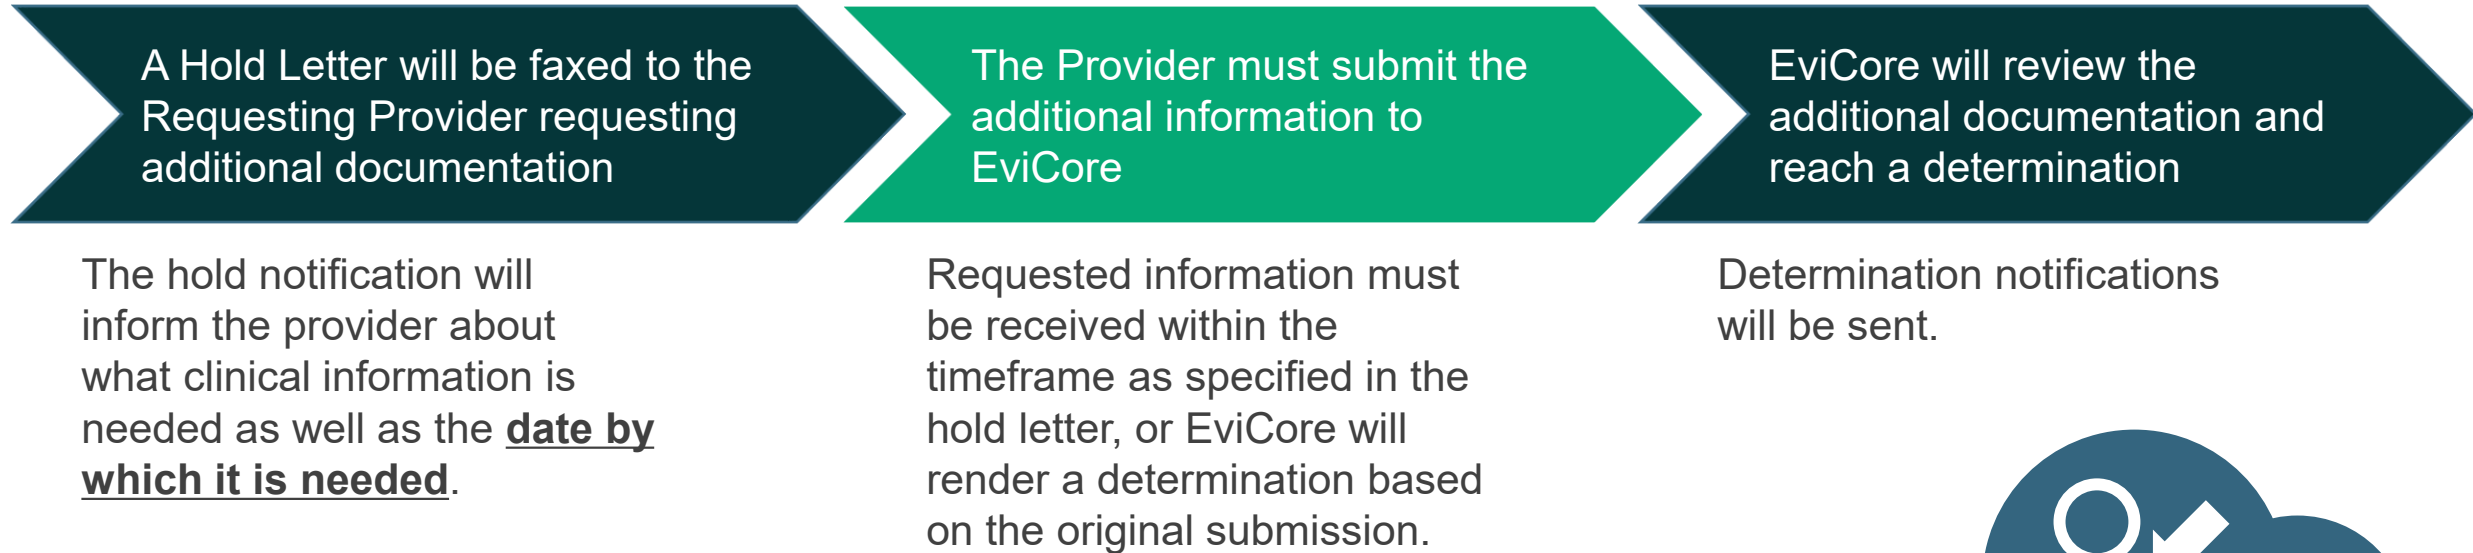 A Hold Letter will be faxed to the
Requesting Provider requesting
additional documentation
The hold notification will
inform the provider about
what clinical information is
needed as well as the date by
which it is needed.
The Provider must submit the
additional information to
EviCore
Requested information must
be received within the
timeframe as specified in the
hold letter, or EviCore will
render a determination based
on the original submission.
EviCore will review the
additional documentation and
reach a determination
Determination notifications
will be sent.